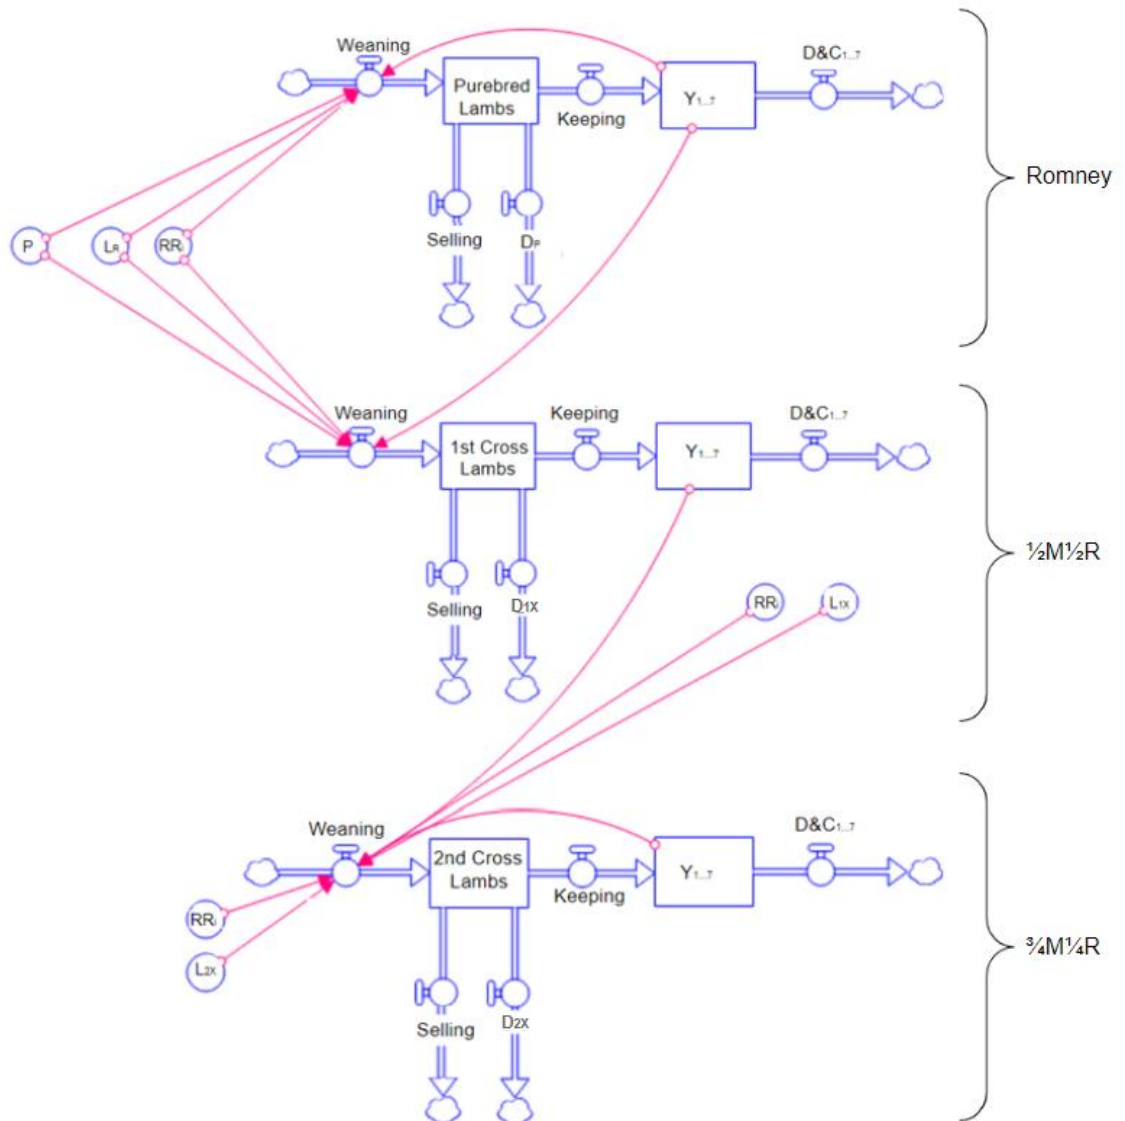 Weaning
D&C₁...₇
Purebred
Lambs
Y₁...₇
Keeping
Romney
P
Lᴿ
RRᵢ
Selling
Dᴾ
Weaning
Keeping
D&C₁...₇
1st Cross
Lambs
Y₁...₇
½M½R
Selling
D1X
RRᵢ
L1X
Weaning
D&C₁...₇
2nd Cross
Lambs
Y₁...₇
Keeping
RRᵢ
L2X
¾M¼R
Selling
D2X